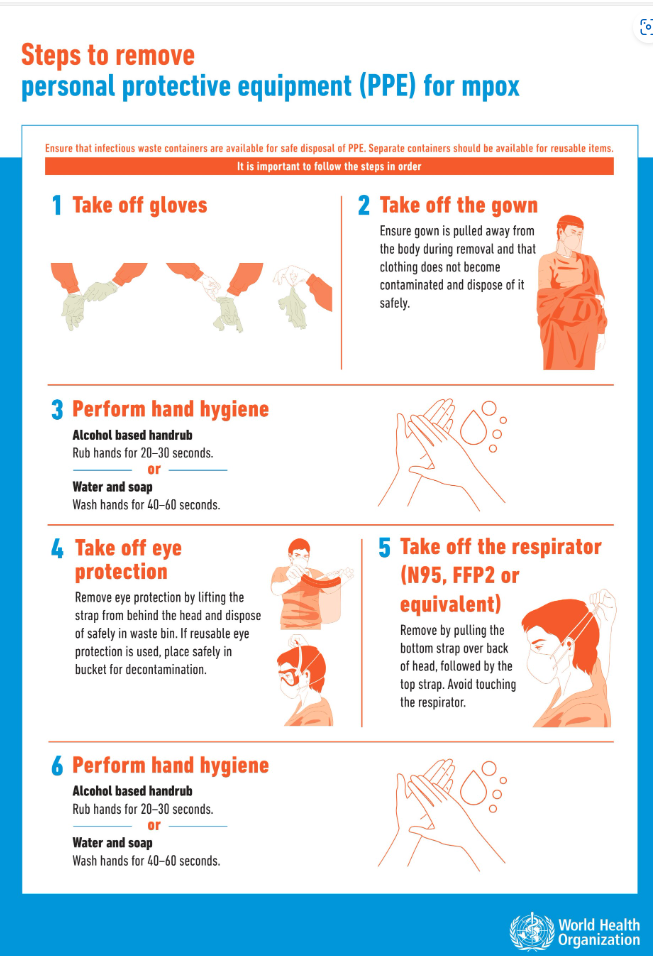 Steps to remove
personal protective equipment (PPE) for mpox
Ensure that infectious waste containers are available for safe disposal of PPE. Separate containers should be available for reusable items.
It is important to follow the steps in order
1 Take off gloves
2 Take off the gown
Ensure gown is pulled away from
the body during removal and that
clothing does not become
contaminated and dispose of it
safely.
3 Perform hand hygiene
Alcohol based handrub
Rub hands for 20–30 seconds.
or
Water and soap
Wash hands for 40–60 seconds.
4 Take off eye
protection
Remove eye protection by lifting the
strap from behind the head and dispose
of safely in waste bin. If reusable eye
protection is used, place safely in
bucket for decontamination.
5 Take off the respirator
(N95, FFP2 or
equivalent)
Remove by pulling the
bottom strap over back
of head, followed by the
top strap. Avoid touching
the respirator.
6 Perform hand hygiene
Alcohol based handrub
Rub hands for 20–30 seconds.
or
Water and soap
Wash hands for 40–60 seconds.
World Health
Organization